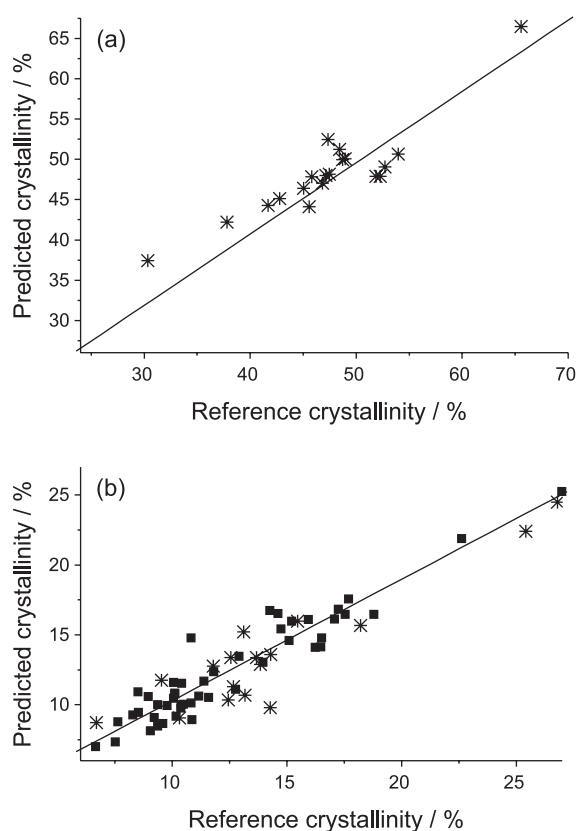 (a)
65
60
55
50
45
40
35
30
Predicted crystallinity / %
30 40 50 60 70
Reference crystallinity / %
(b)
25
20
15
10
Predicted crystallinity / %
10 15 20 25
Reference crystallinity / %